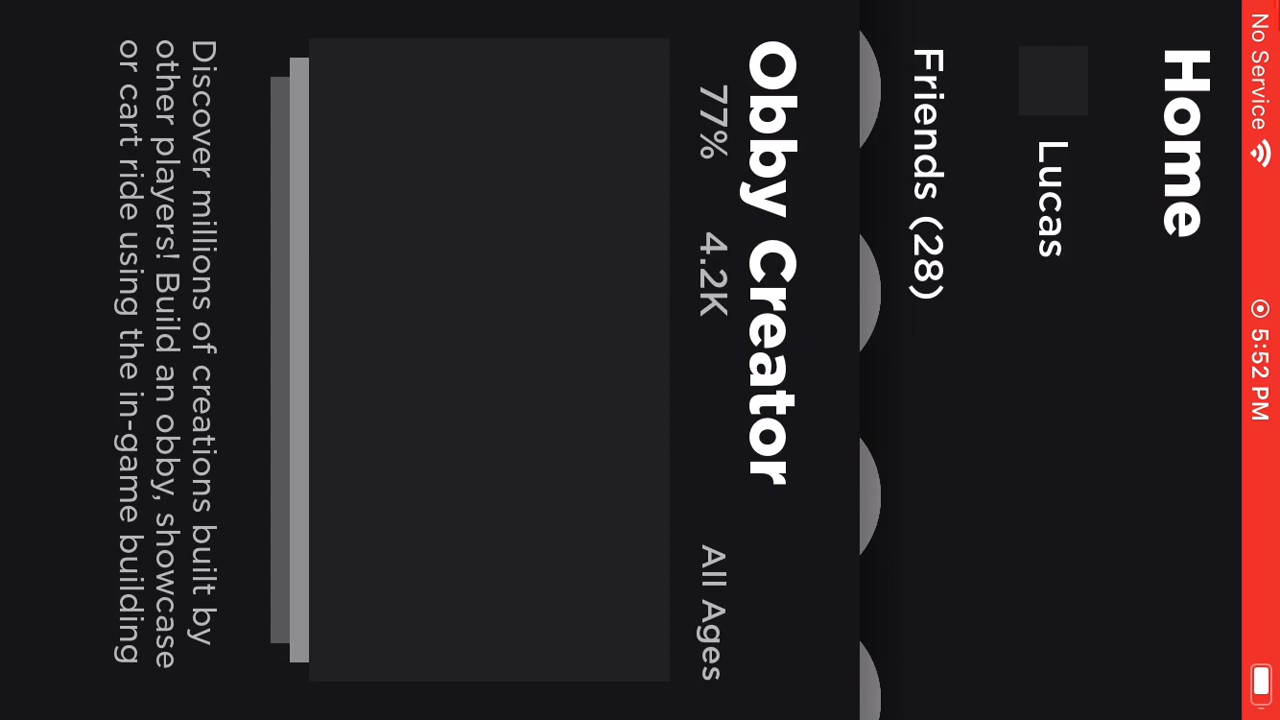 No Service 5:52 PM
Home
Lucas
Friends (28)
Obby Creator
77% 4.2K All Ages
Discover millions of creations built by
other players! Build an obby, showcase
or cart ride using the in-game building